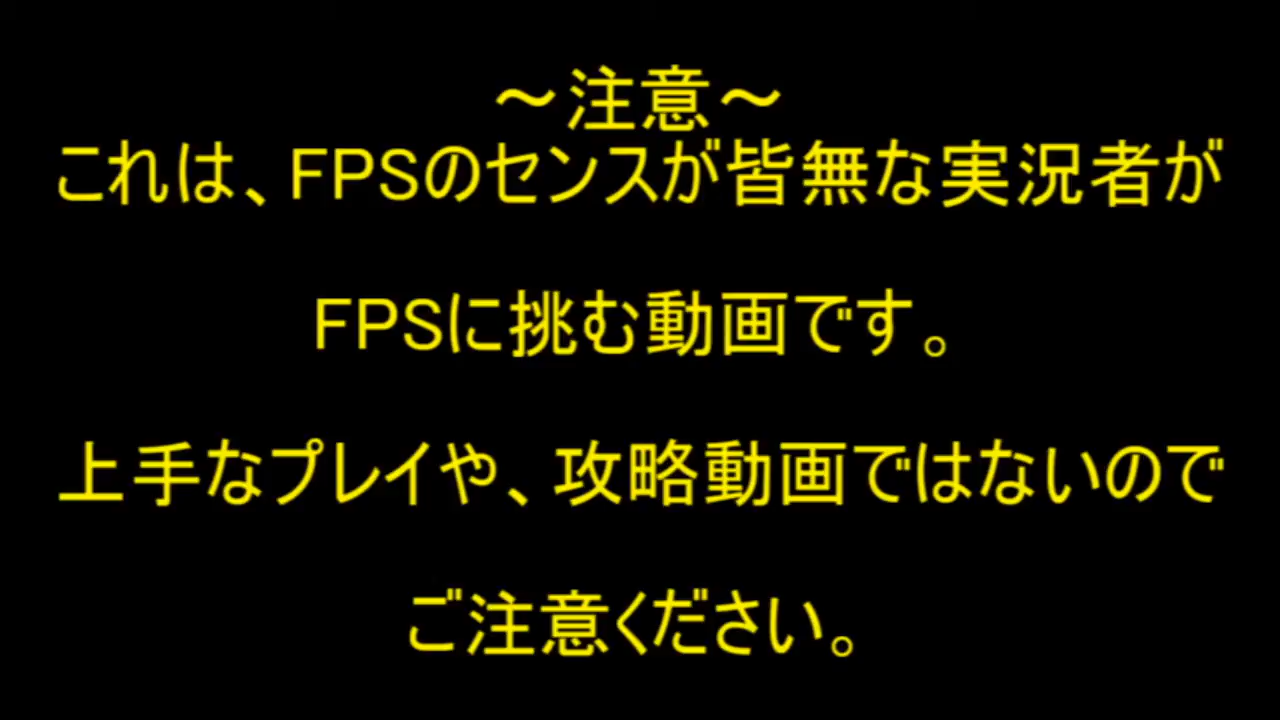 ～注意～
これは、FPSのセンスが皆無な実況者が
FPSに挑む動画です。
上手なプレイや、攻略動画ではないので
ご注意ください。